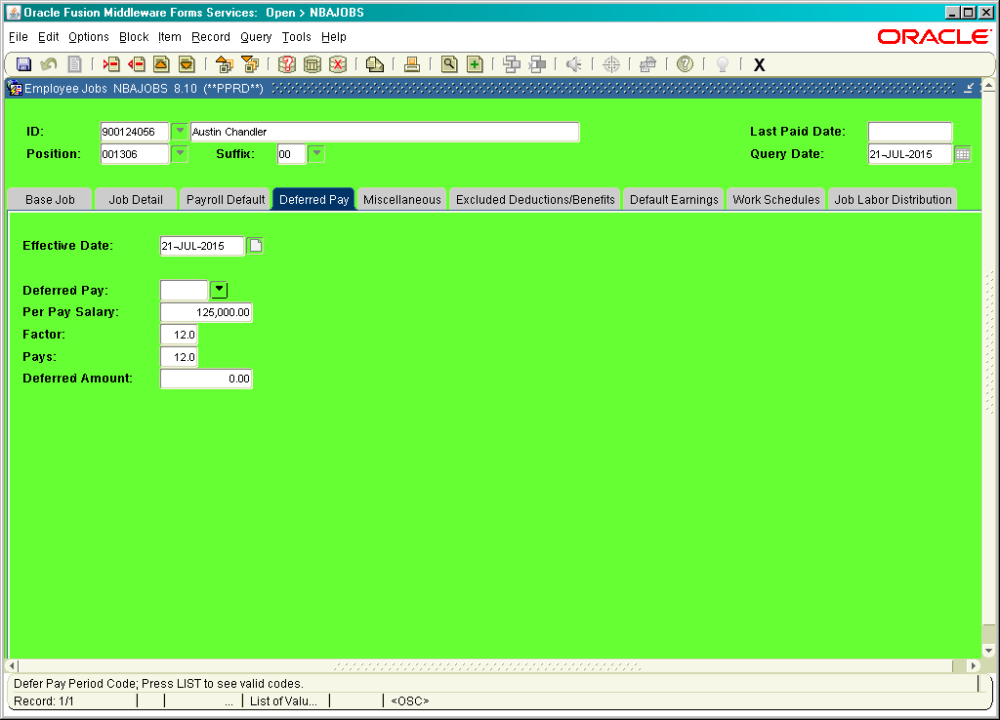 Oracle Fusion Middleware Forms Services: Open > NBAJOBS
File Edit Options Block Item Record Query Tools Help
ORACLE
X
Employee Jobs NBAJOBS 8.10 (**PPRD**)
ID: 900124056 Austin Chandler Last Paid Date:
Position: 001306 Suffix: 00 Query Date: 21-JUL-2015
Base Job Job Detail Payroll Default Deferred Pay Miscellaneous Excluded Deductions/Benefits Default Earnings Work Schedules Job Labor Distribution
Effective Date: 21-JUL-2015
Deferred Pay:
Per Pay Salary: 125,000.00
Factor: 12.0
Pays: 12.0
Deferred Amount: 0.00
Defer Pay Period Code; Press LIST to see valid codes.
Record: 1/1 ... List of Valu... <OSC>